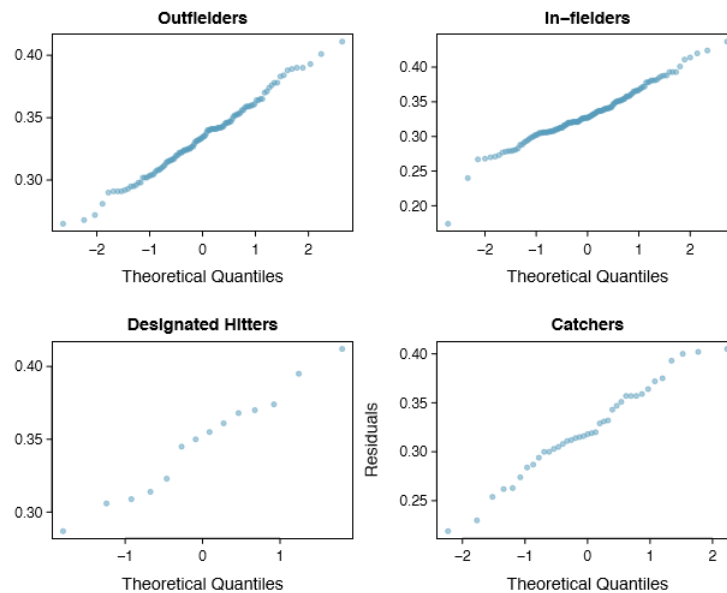 Outfielders
0.40
0.35
0.30
−2 −1 0 1 2
Theoretical Quantiles
In−fielders
0.40
0.35
0.30
0.25
0.20
−2 −1 0 1 2
Theoretical Quantiles
Designated Hitters
0.40
0.35
0.30
−1 0 1
Theoretical Quantiles
Catchers
Residuals
0.40
0.35
0.30
0.25
−2 −1 0 1 2
Theoretical Quantiles